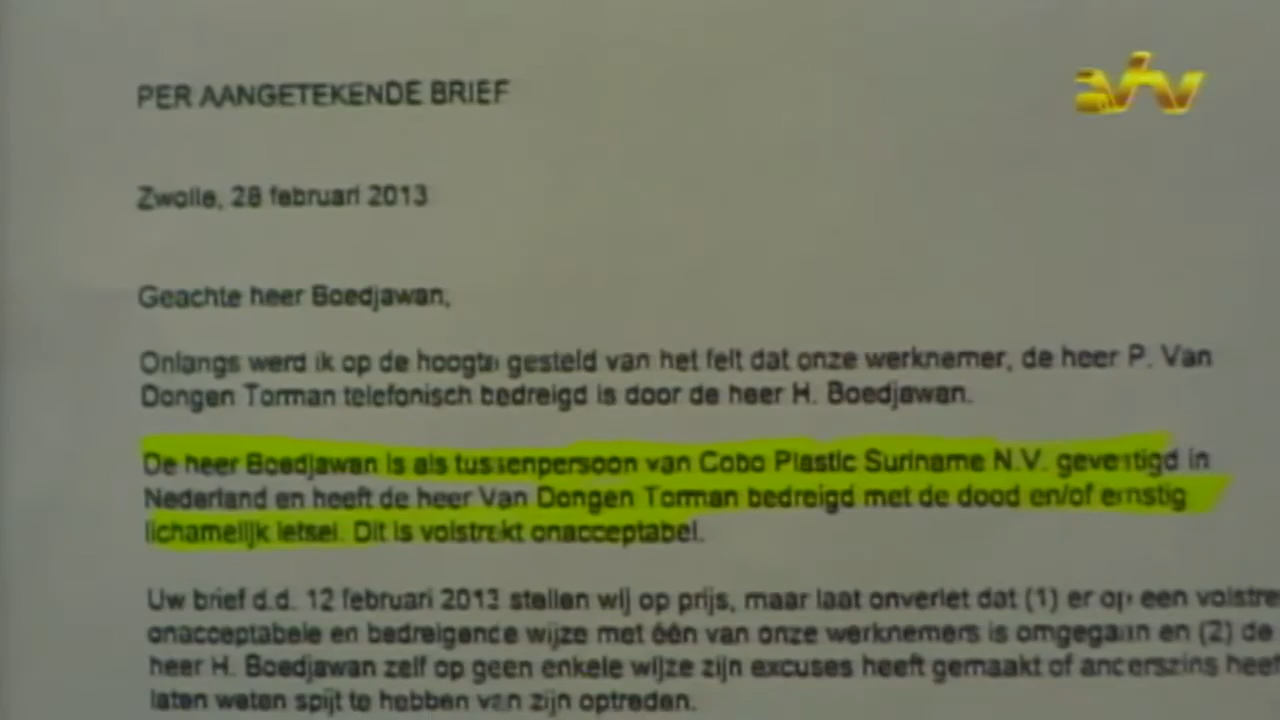 atv
PER AANGETEKENDE BRIEF
Zwolle, 28 februari 2013
Geachte heer Boedjawan,
Onlangs werd ik op de hoogte gesteld van het feit dat onze werknemer, de heer P. Van
Dongen Torman telefonisch bedreigd is door de heer H. Boedjawan.
De heer Boedjawan is als tussenpersoon van Cobo Plastic Suriname N.V. gevestigd in
Nederland en heeft de heer Van Dongen Torman bedreigd met de dood en/of ernstig
lichamelijk letsel. Dit is volstrekt onacceptabel.
Uw brief d.d. 12 februari 2013 stellen wij op prijs, maar laat onverlet dat (1) er op een volstre
onacceptabele en bedreigende wijze met één van onze werknemers is omgegaan en (2) de
heer H. Boedjawan zelf op geen enkele wijze zijn excuses heeft gemaakt of anderszins heef
laten weten spijt te hebben van zijn optreden.